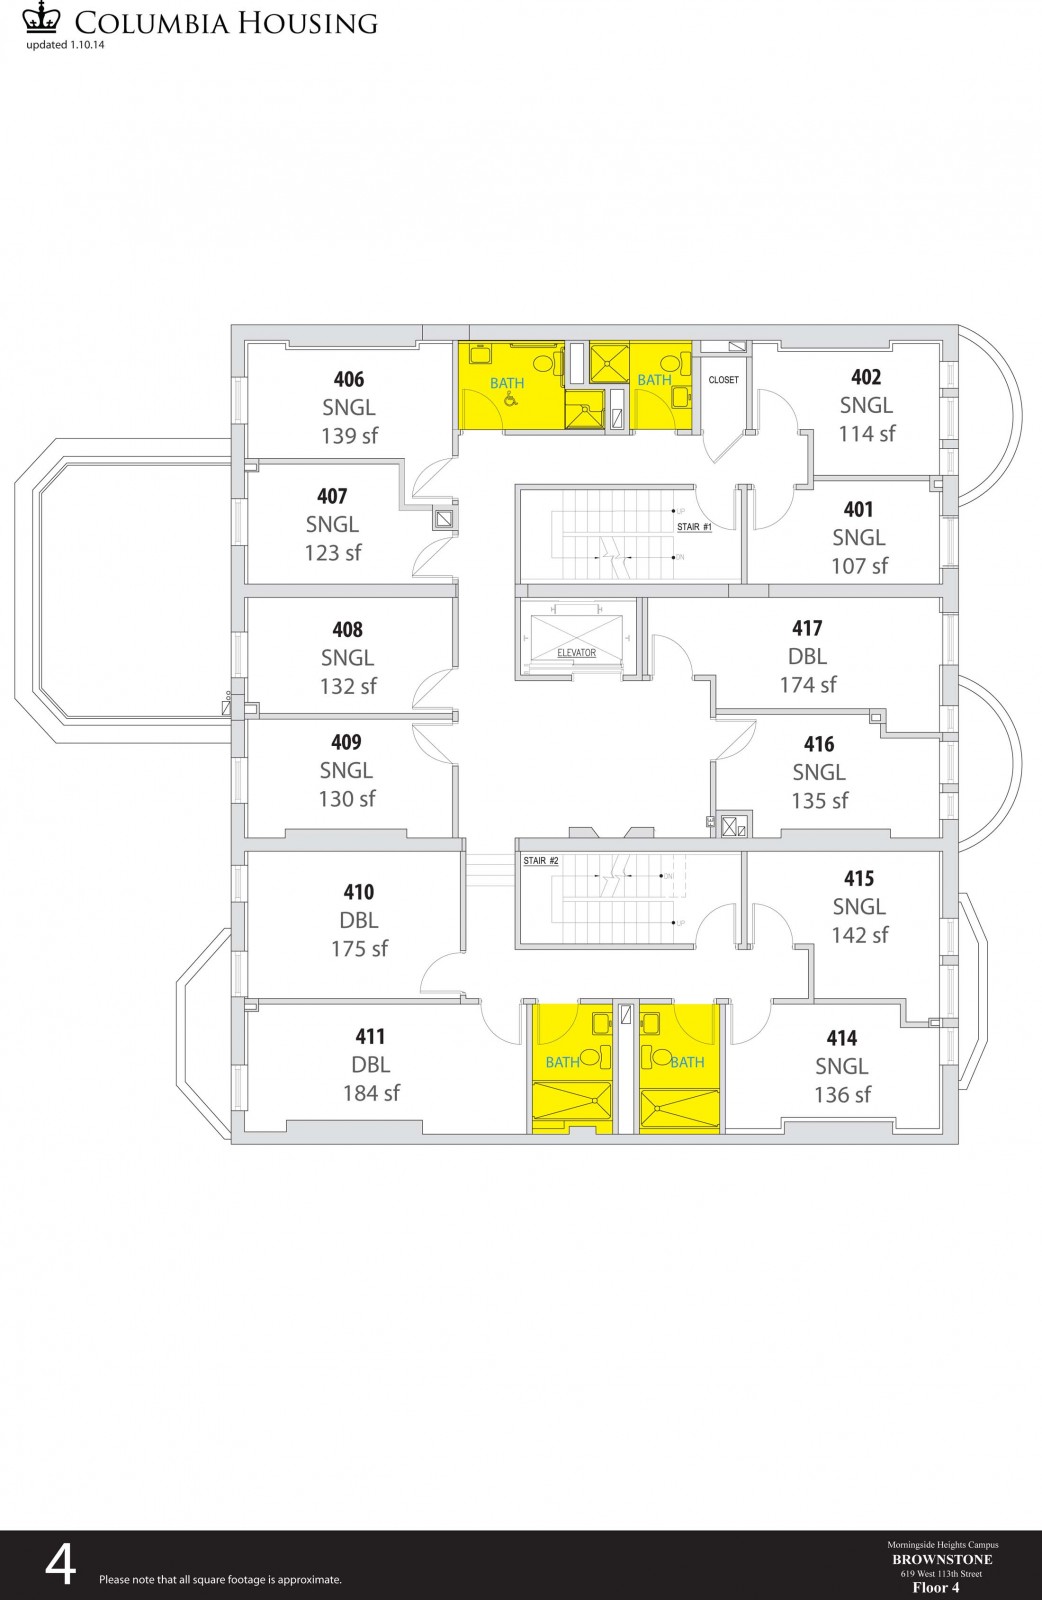 COLUMBIA HOUSING
updated 1.10.14
406
SNGL
139 sf
BATH
BATH
CLOSET
402
SNGL
114 sf
407
SNGL
123 sf
UP
STAIR #1
DN
401
SNGL
107 sf
408
SNGL
132 sf
ELEVATOR
417
DBL
174 sf
409
SNGL
130 sf
416
SNGL
135 sf
410
DBL
175 sf
STAIR #2
DN
UP
415
SNGL
142 sf
411
DBL
184 sf
BATH
BATH
414
SNGL
136 sf
4
Please note that all square footage is approximate.
Morningside Heights Campus
BROWNSTONE
619 West 113th Street
Floor 4